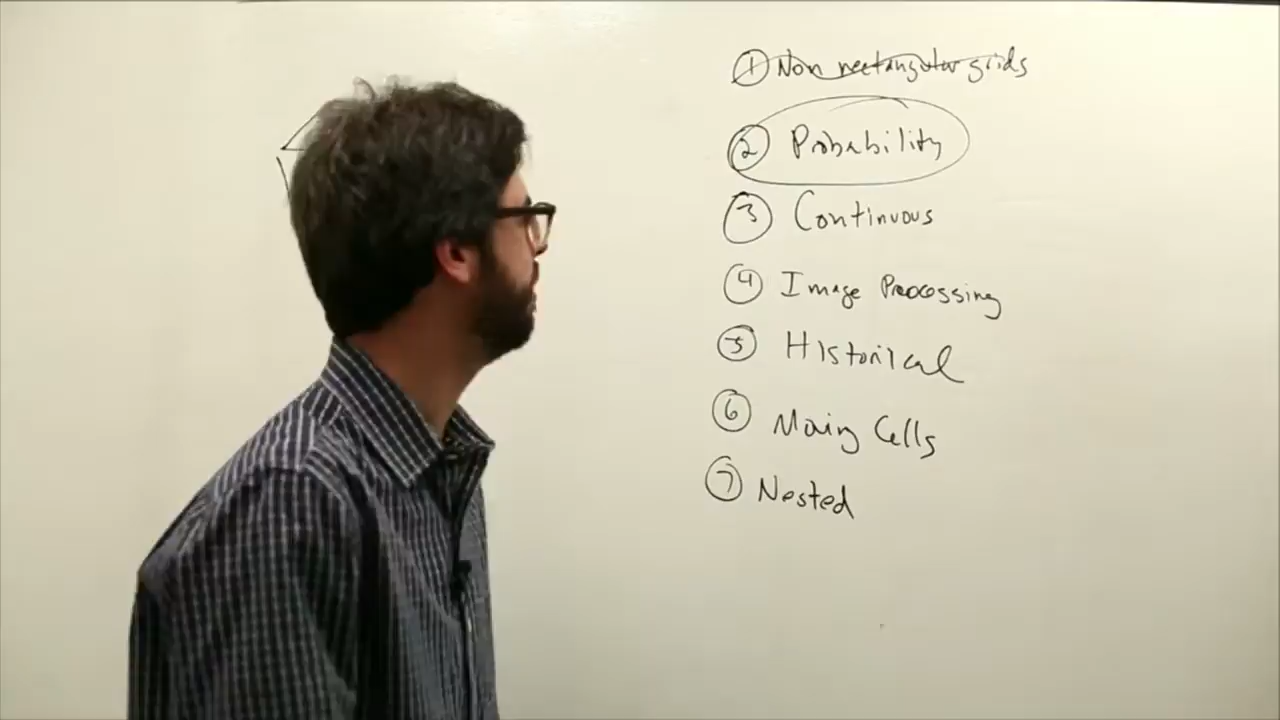 ① Non rectangular grids
② Probability
③ Continuous
④ Image Processing
⑤ Historical
⑥ Moving Cells
⑦ Nested